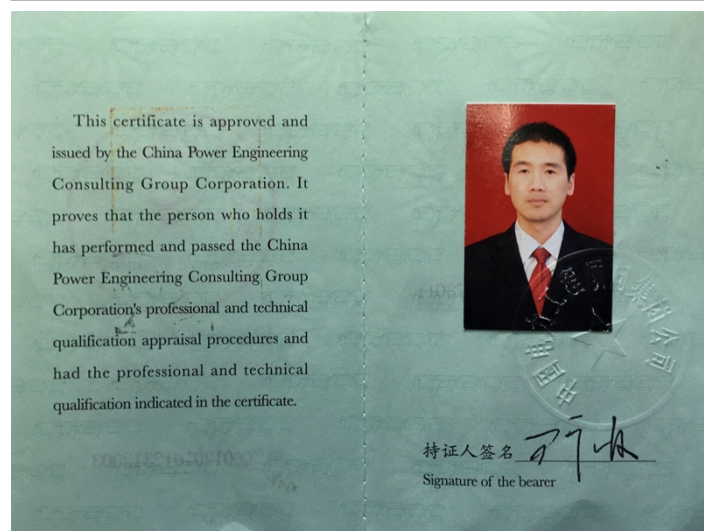 This certificate is approved and
issued by the China Power Engineering
Consulting Group Corporation. It
proves that the person who holds it
has performed and passed the China
Power Engineering Consulting Group
Corporation's professional and technical
qualification appraisal procedures and
had the professional and technical
qualification indicated in the certificate.
持证人签名
Signature of the bearer